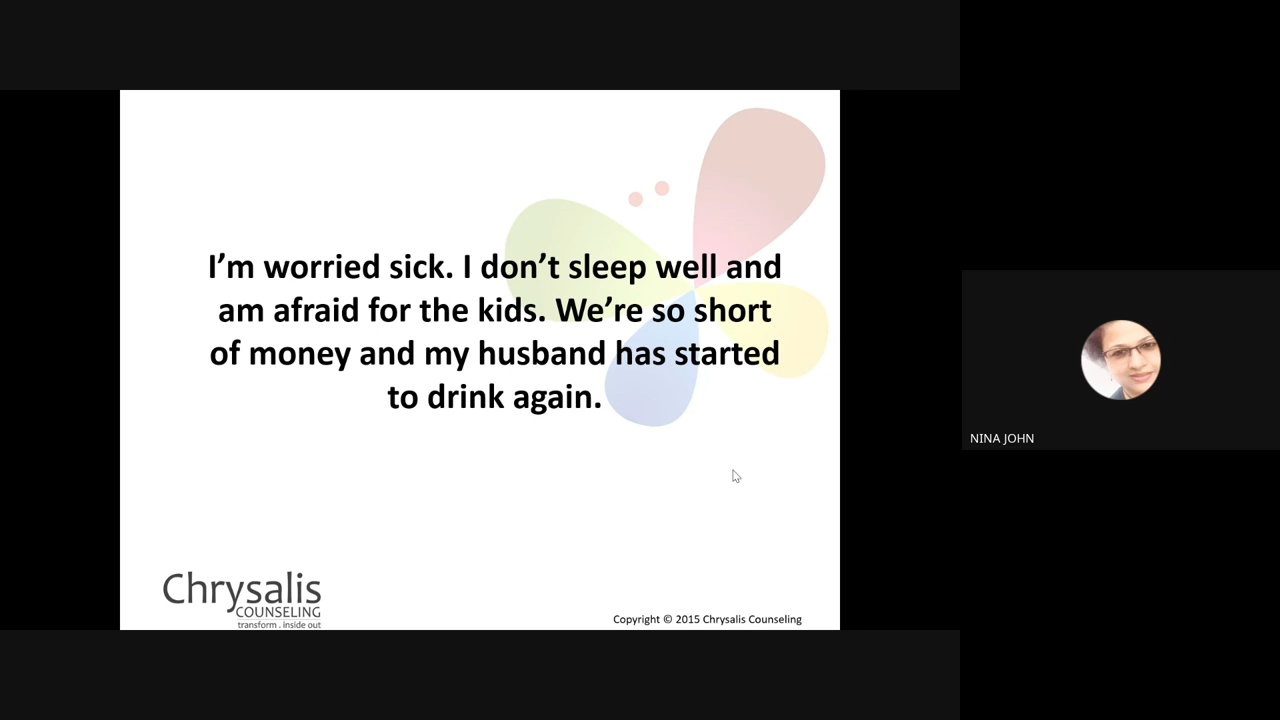 I'm worried sick. I don't sleep well and
am afraid for the kids. We're so short
of money and my husband has started
to drink again.
NINA JOHN
Chrysalis
COUNSELING
transform . inside out
Copyright © 2015 Chrysalis Counseling